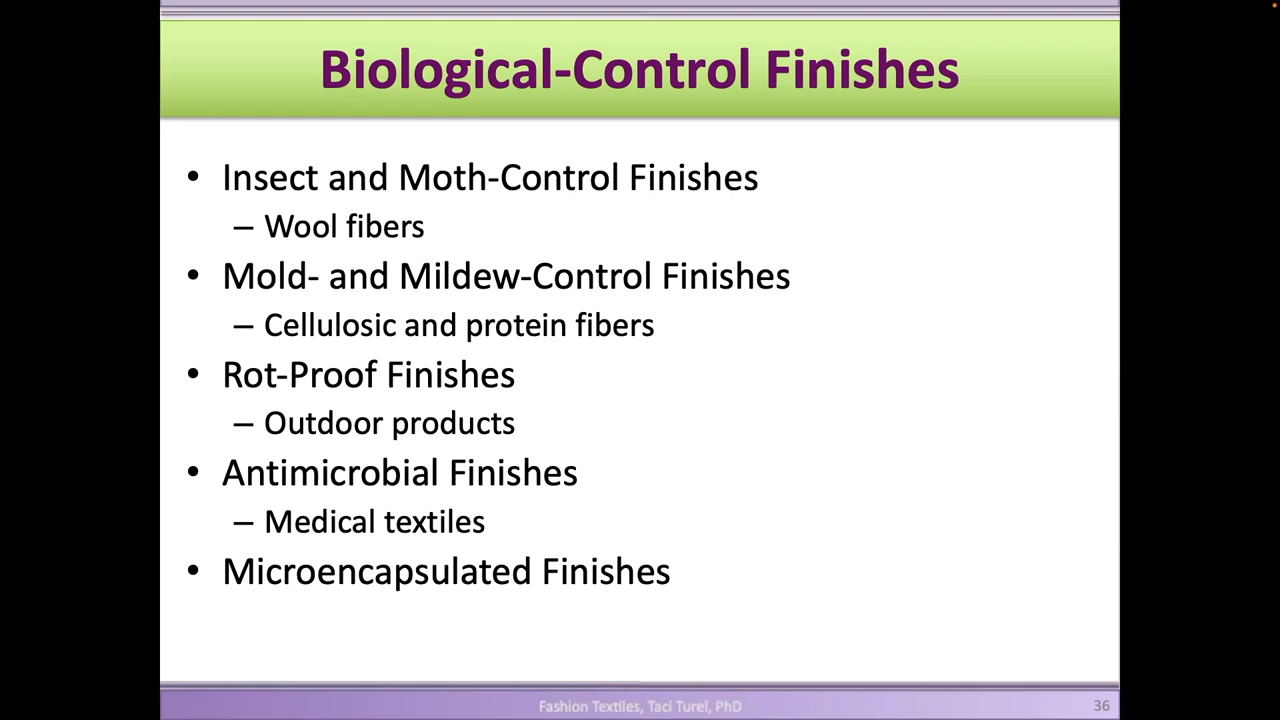 Biological-Control Finishes
• Insect and Moth-Control Finishes
– Wool fibers
• Mold- and Mildew-Control Finishes
– Cellulosic and protein fibers
• Rot-Proof Finishes
– Outdoor products
• Antimicrobial Finishes
– Medical textiles
• Microencapsulated Finishes
Fashion Textiles, Taci Turel, PhD
36